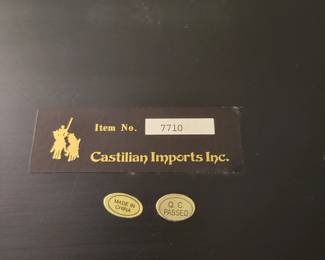 Item No. 7710
Castilian Imports Inc.
MADE IN
CHINA
Q. C.
PASSED